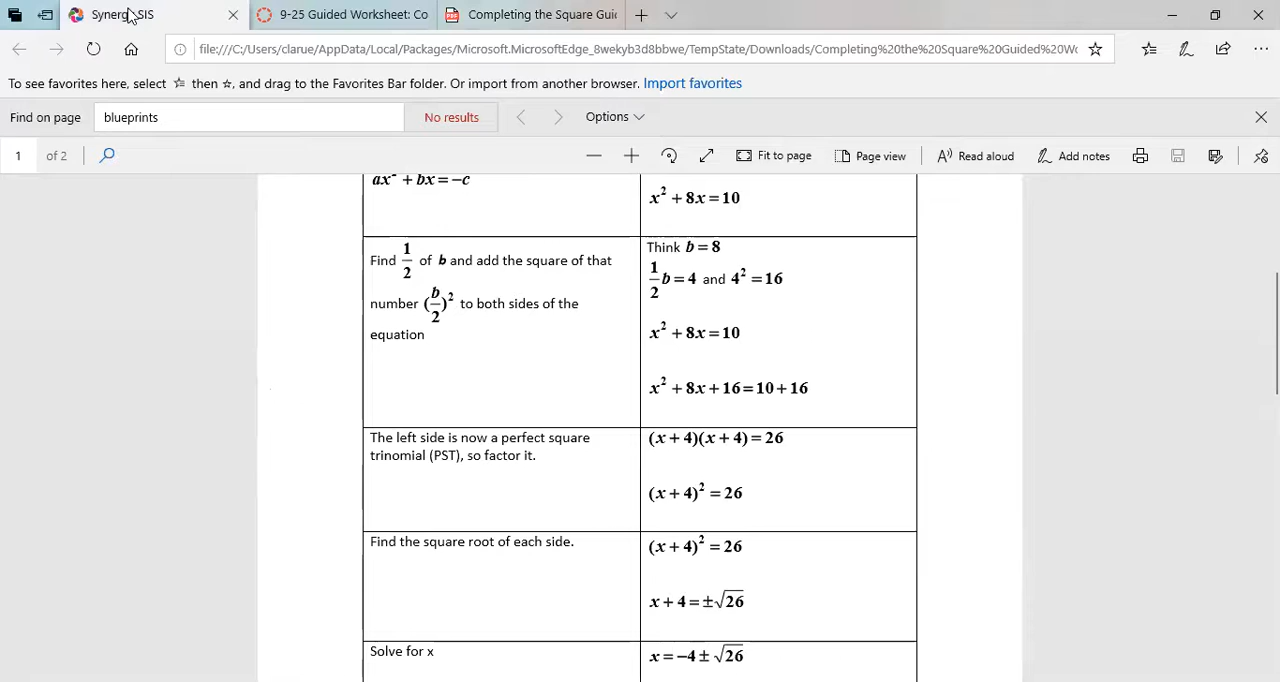 Synergy SIS
9-25 Guided Worksheet: Co
Completing the Square Guid
file:///C:/Users/clarue/AppData/Local/Packages/Microsoft.MicrosoftEdge_8wekyb3d8bbwe/TempState/Downloads/Completing%20the%20Square%20Guided%20Wo
To see favorites here, select then ☆, and drag to the Favorites Bar folder. Or import from another browser. Import favorites
Find on page blueprints No results Options
1 of 2 Fit to page Page view Read aloud Add notes
ax² + bx = −c
x² + 8x = 10
Find 1/2 of b and add the square of that
number (b/2)² to both sides of the
equation
Think b = 8
1/2 b = 4 and 4² = 16
x² + 8x = 10
x² + 8x + 16 = 10 + 16
The left side is now a perfect square
trinomial (PST), so factor it.
(x + 4)(x + 4) = 26
(x + 4)² = 26
Find the square root of each side.
(x + 4)² = 26
x + 4 = ±√26
Solve for x
x = −4 ± √26